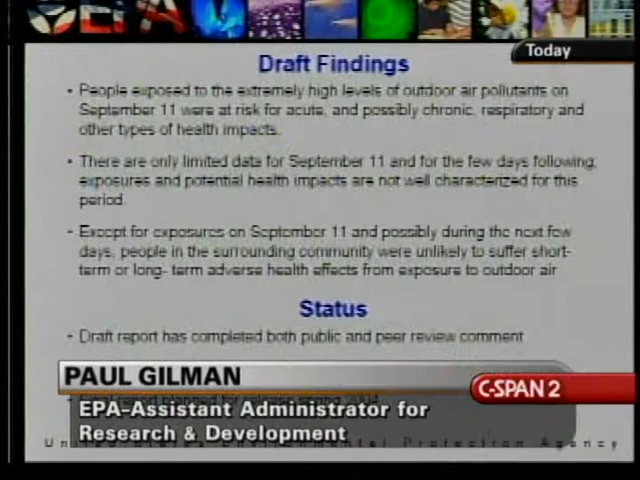 EPA
Today
Draft Findings
• People exposed to the extremely high levels of outdoor air pollutants on
September 11 were at risk for acute, and possibly chronic, respiratory and
other types of health impacts.
• There are only limited data for September 11 and for the few days following;
exposures and potential health impacts are not well characterized for this
period.
• Except for exposures on September 11 and possibly during the next few
days, people in the surrounding community were unlikely to suffer short-
term or long- term adverse health effects from exposure to outdoor air
Status
• Draft report has completed both public and peer review comment
PAUL GILMAN
C-SPAN 2
EPA-Assistant Administrator for
Research & Development
United States Environmental Protection Agency